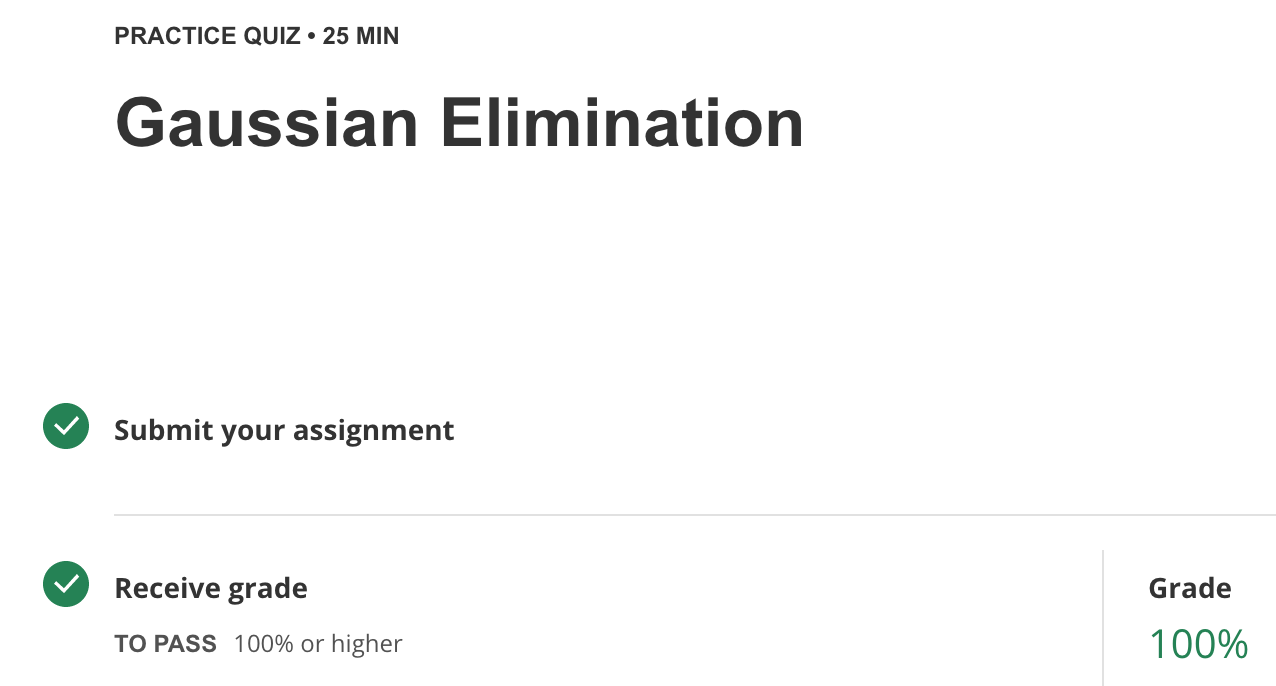 PRACTICE QUIZ • 25 MIN
Gaussian Elimination
Submit your assignment
Receive grade
TO PASS 100% or higher
Grade
100%